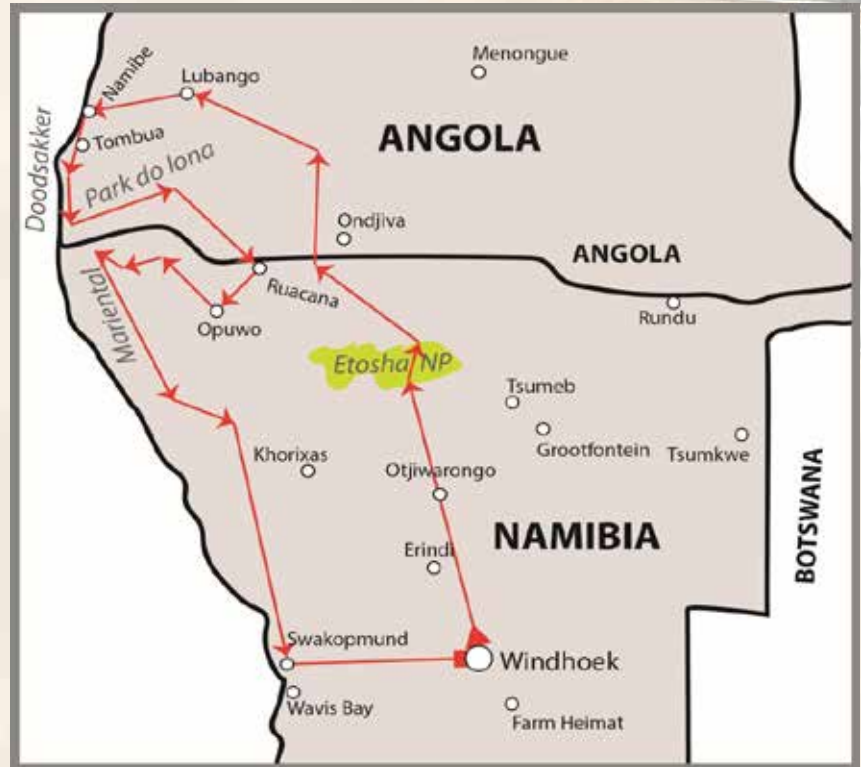 Menongue
Lubango
Namibe
Tombua
ANGOLA
Doodsakker
Park do Iona
Ondjiva
ANGOLA
Ruacana
Rundu
Opuwo
Mariental
Etosha NP
Tsumeb
Grootfontein
Tsumkwe
Khorixas
Otjiwarongo
NAMIBIA
BOTSWANA
Erindi
Swakopmund
Windhoek
Wavis Bay
Farm Heimat